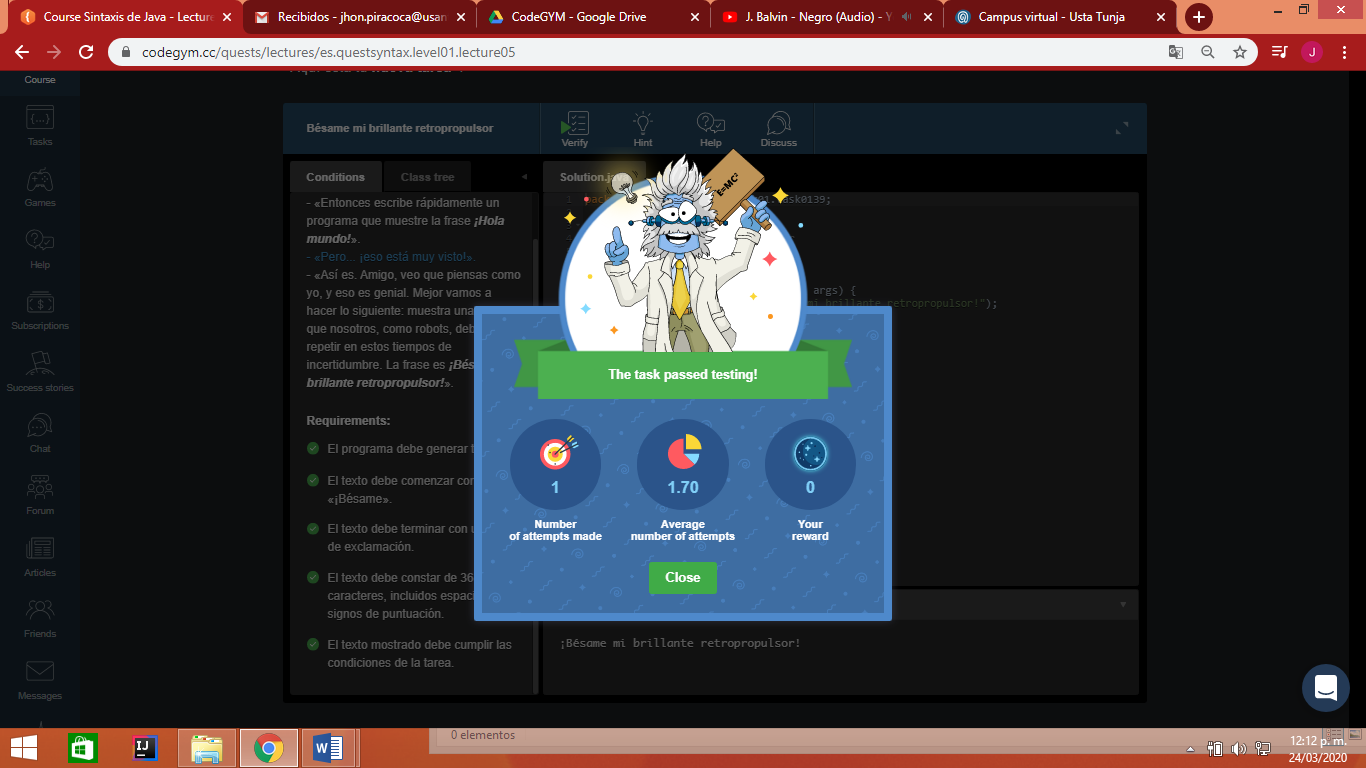 Course Sintaxis de Java - Lecture
Recibidos - jhon.piracoca@usan
CodeGYM - Google Drive
J. Balvin - Negro (Audio) - Y
Campus virtual - Usta Tunja
codegym.cc/quests/lectures/es.questsyntax.level01.lecture05
J
Course
Tasks
Games
Help
Subscriptions
Success stories
Chat
Forum
Articles
Friends
Messages
Bésame mi brillante retropropulsor
Verify
Hint
Help
Discuss
Conditions
Class tree
Solution.java
- «Entonces escribe rápidamente un
programa que muestre la frase ¡Hola
mundo!».
- «Pero... ¡eso está muy visto!».
- «Así es. Amigo, veo que piensas como
yo, y eso es genial. Mejor vamos a
hacer lo siguiente: muestra una
que nosotros, como robots, deb
repetir en estos tiempos de
incertidumbre. La frase es ¡Bés
brillante retropropulsor!».
Requirements:
El programa debe generar t
El texto debe comenzar con
«¡Bésame».
El texto debe terminar con u
de exclamación.
El texto debe constar de 36
caracteres, incluidos espaci
signos de puntuación.
El texto mostrado debe cumplir las
condiciones de la tarea.
1
task0139;
args) {
mi brillante retropropulsor!");
E=MC²
The task passed testing!
1
Number
of attempts made
1.70
Average
number of attempts
0
Your
reward
Close
¡Bésame mi brillante retropropulsor!
0 elementos
12:12 p. m.
24/03/2020